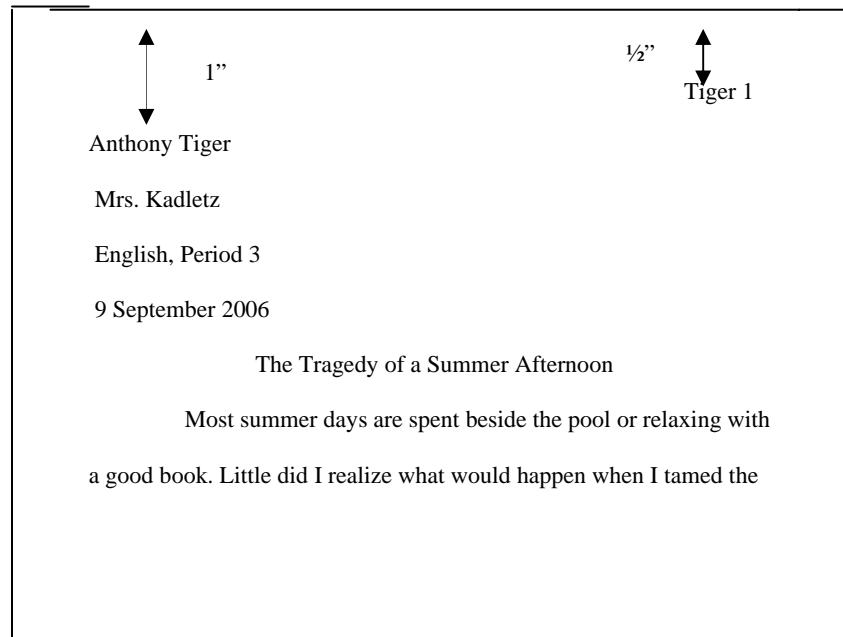 ½”
1”
Tiger 1
Anthony Tiger
Mrs. Kadletz
English, Period 3
9 September 2006
The Tragedy of a Summer Afternoon
Most summer days are spent beside the pool or relaxing with
a good book. Little did I realize what would happen when I tamed the